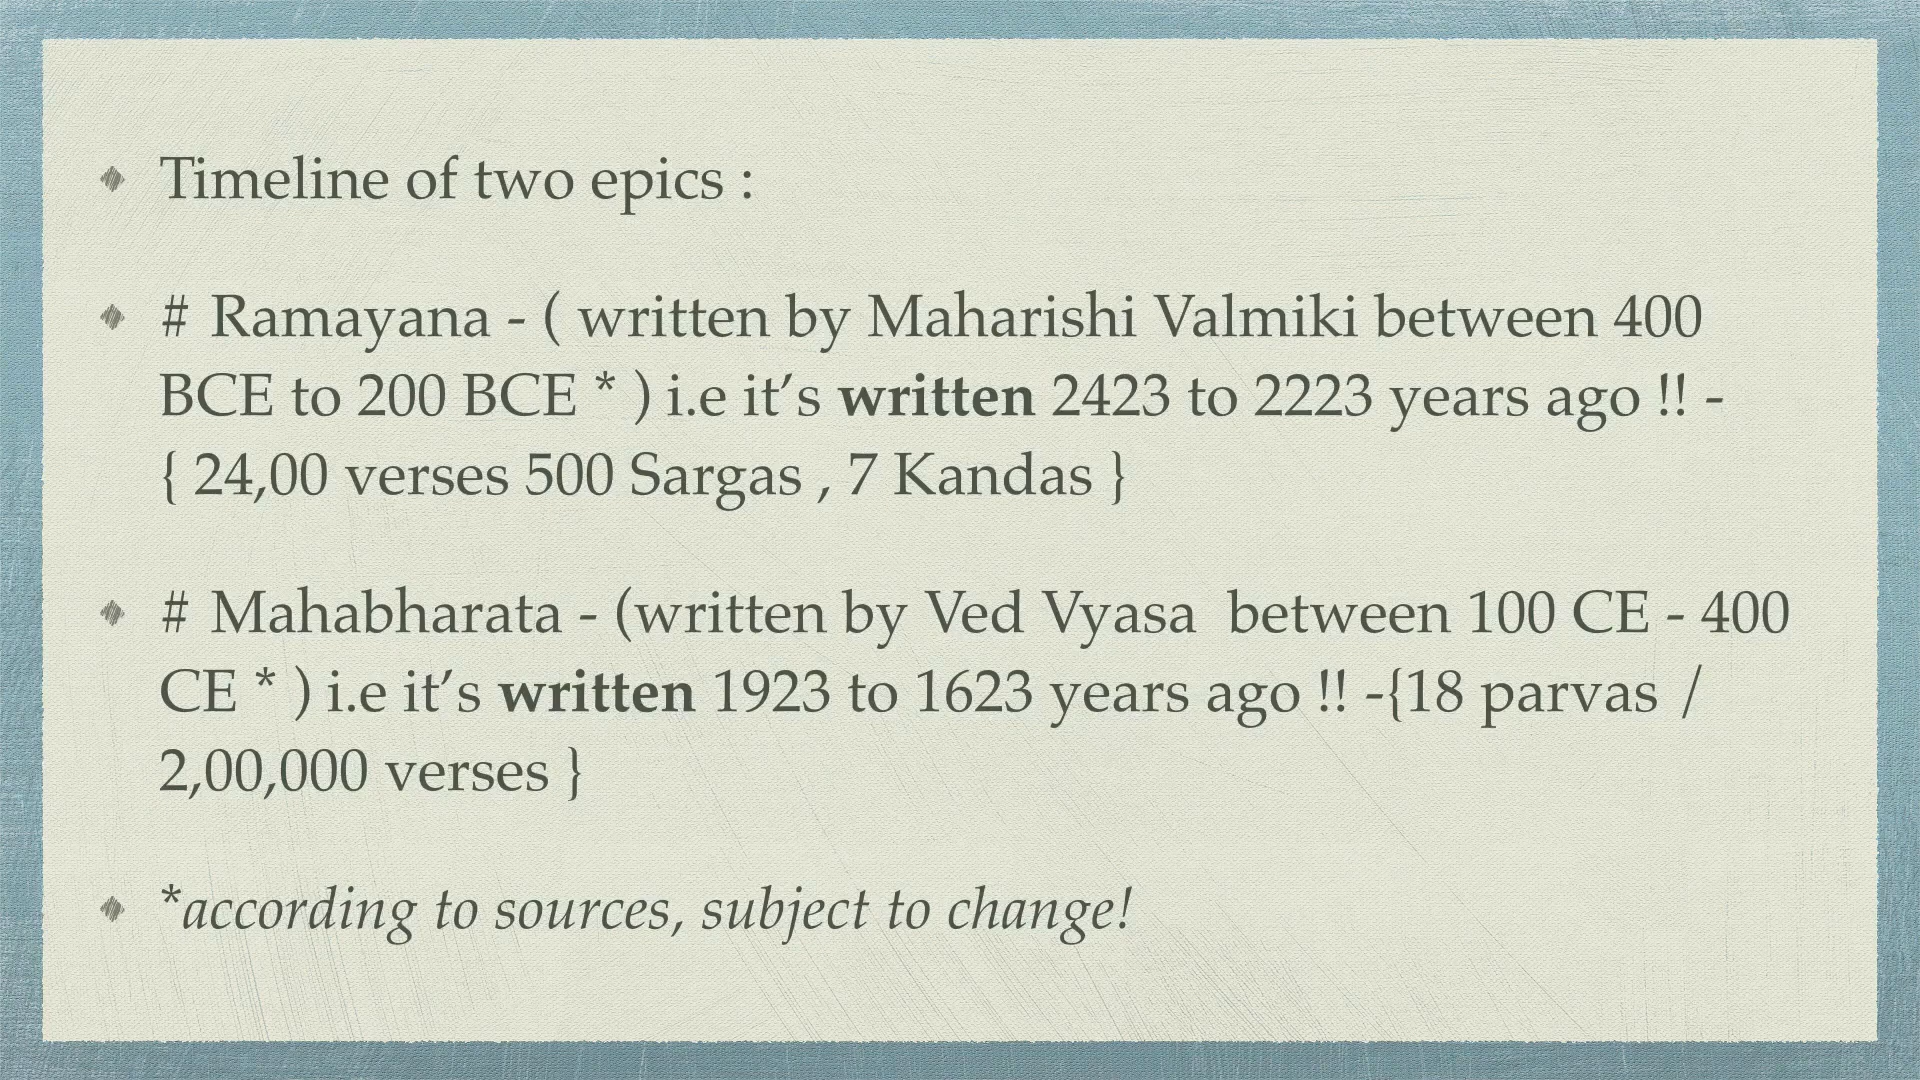 Timeline of two epics :
# Ramayana - ( written by Maharishi Valmiki between 400
BCE to 200 BCE * ) i.e it’s written 2423 to 2223 years ago !! -
{ 24,00 verses 500 Sargas , 7 Kandas }
# Mahabharata - (written by Ved Vyasa between 100 CE - 400
CE * ) i.e it’s written 1923 to 1623 years ago !! -{18 parvas /
2,00,000 verses }
*according to sources, subject to change!